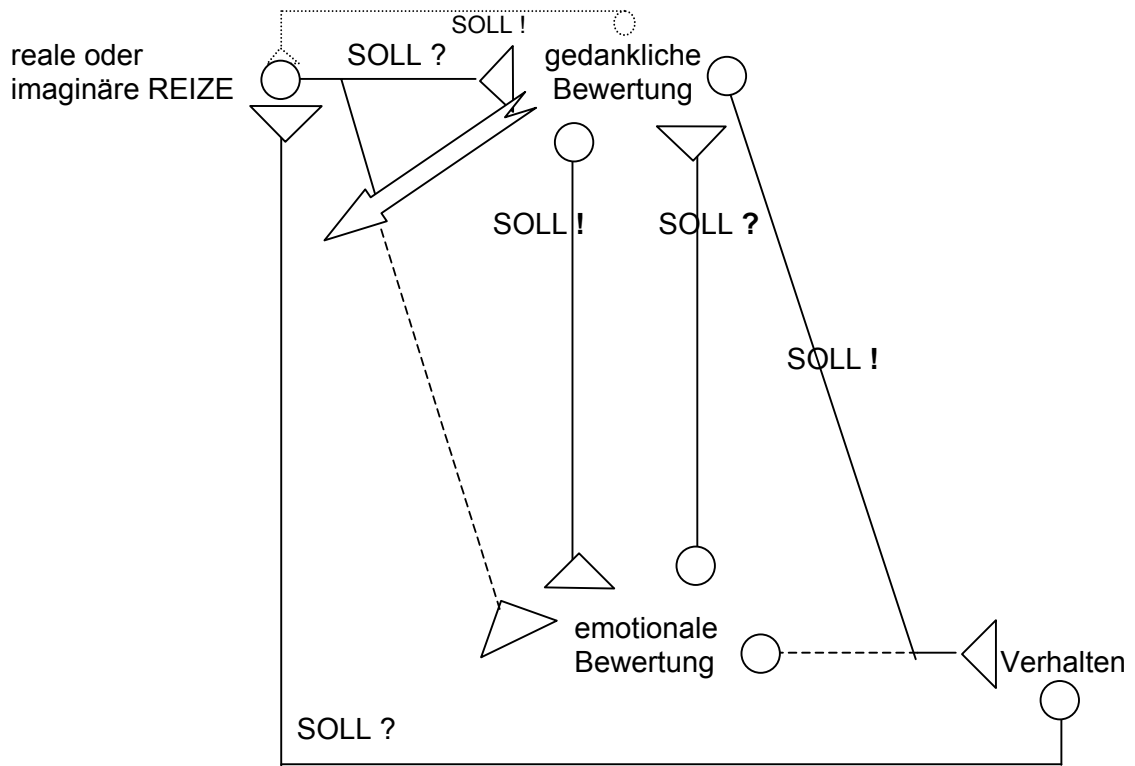 SOLL !
reale oder
imaginäre REIZE
SOLL ?
gedankliche
Bewertung
SOLL !
SOLL ?
SOLL !
emotionale
Bewertung
Verhalten
SOLL ?